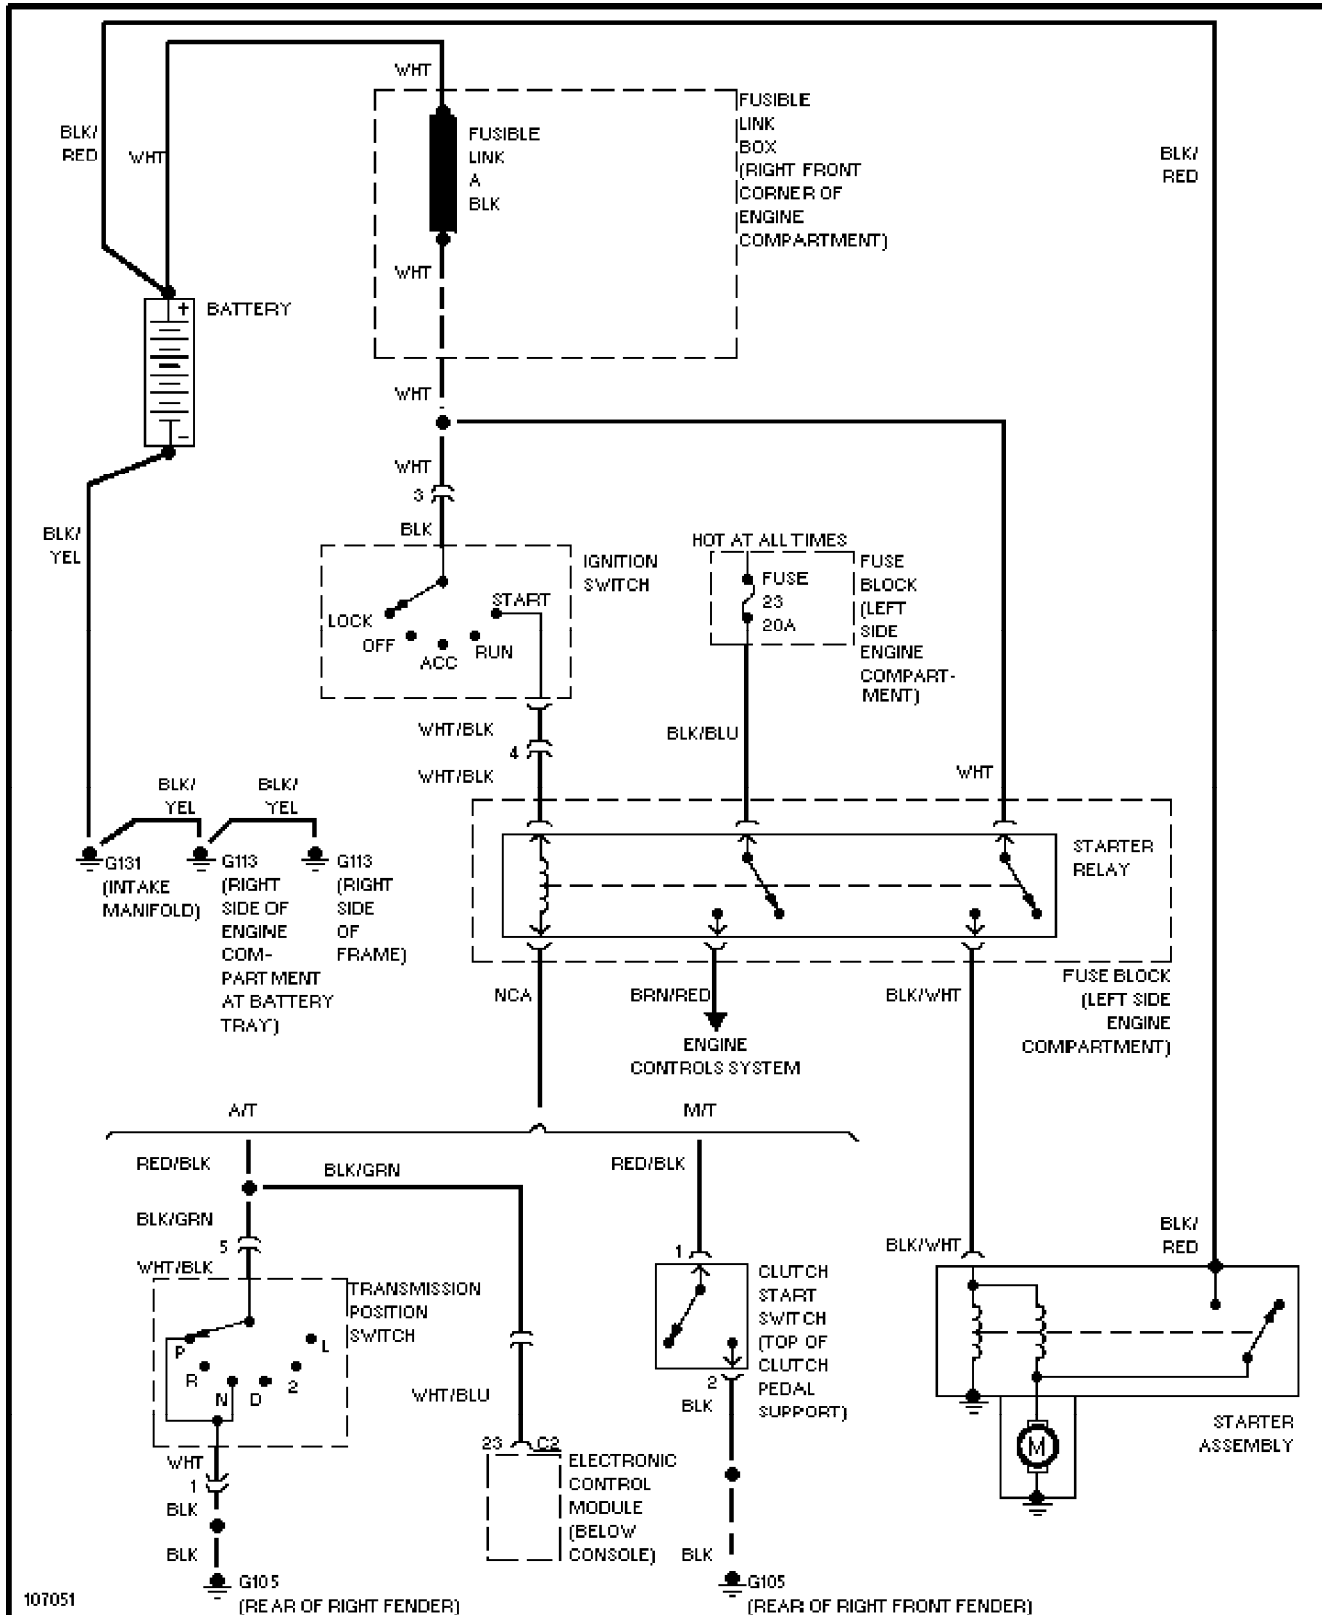 WHT
BLK/
RED
WHT
FUSIBLE
LINK
A
BLK
FUSIBLE
LINK
BOX
(RIGHT FRONT
CORNER OF
ENGINE
COMPARTMENT)
BLK/
RED
WHT
+
BATTERY
−
WHT
WHT
3
BLK
BLK/
YEL
IGNITION
SWITCH
START
LOCK
OFF
ACC
RUN
HOT AT ALL TIMES
FUSE
23
20A
FUSE
BLOCK
(LEFT
SIDE
ENGINE
COMPART-
MENT)
WHT/BLK
4
WHT/BLK
BLK/BLU
WHT
BLK/
YEL
BLK/
YEL
G131
(INTAKE
MANIFOLD)
G113
(RIGHT
SIDE OF
ENGINE
COM-
PARTMENT
AT BATTERY
TRAY)
G113
(RIGHT
SIDE
OF
FRAME)
STARTER
RELAY
NCA
BRN/RED
BLK/WHT
FUSE BLOCK
(LEFT SIDE
ENGINE
COMPARTMENT)
ENGINE
CONTROLS SYSTEM
A/T
M/T
RED/BLK
BLK/GRN
RED/BLK
BLK/GRN
5
WHT/BLK
TRANSMISSION
POSITION
SWITCH
P
R
N
D
2
L
WHT
1
BLK
BLK
G105
(REAR OF RIGHT FENDER)
WHT/BLU
23
C2
ELECTRONIC
CONTROL
MODULE
(BELOW
CONSOLE)
1
CLUTCH
START
SWITCH
(TOP OF
CLUTCH
PEDAL
SUPPORT)
2
BLK
BLK
G105
(REAR OF RIGHT FRONT FENDER)
BLK/WHT
BLK/
RED
M
STARTER
ASSEMBLY
107051